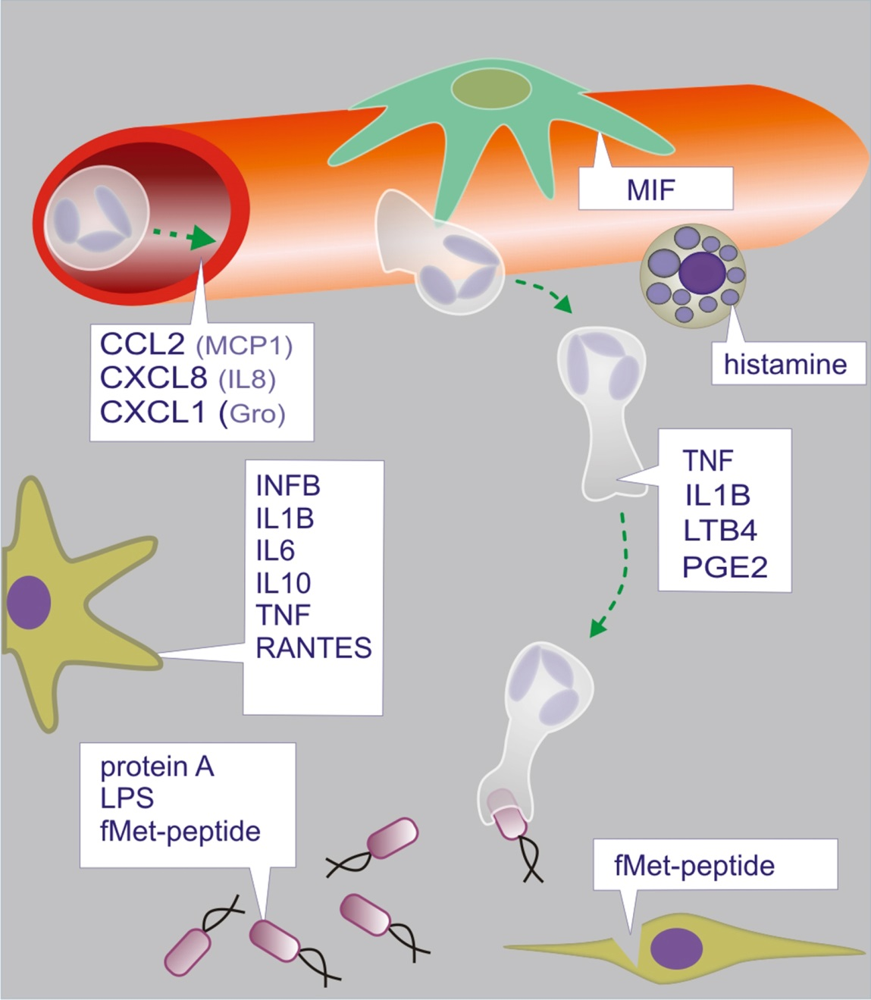 MIF
histamine
CCL2 (MCP1)
CXCL8 (IL8)
CXCL1 (Gro)
TNF
IL1B
LTB4
PGE2
INFB
IL1B
IL6
IL10
TNF
RANTES
protein A
LPS
fMet-peptide
fMet-peptide